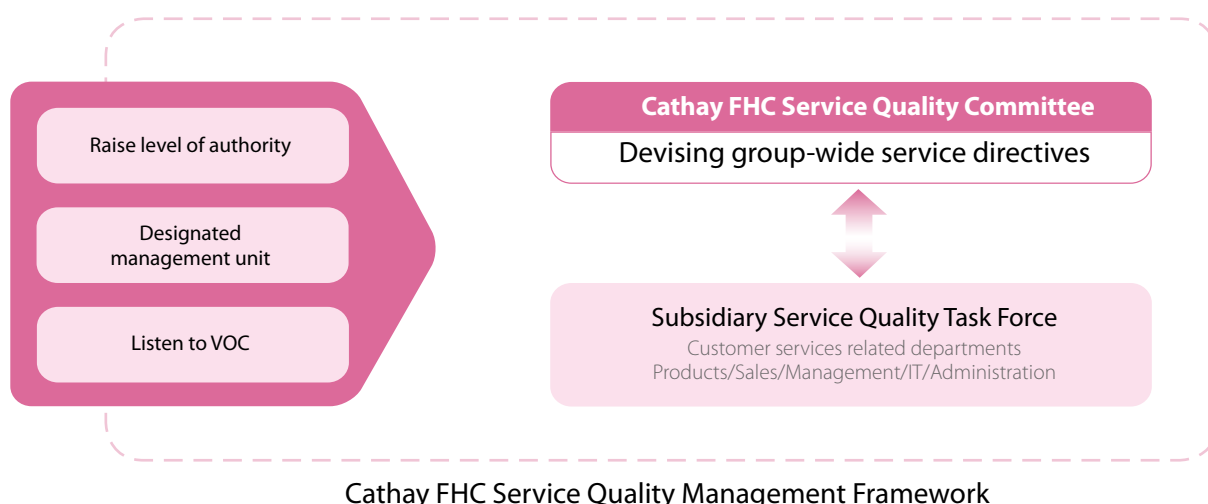 Raise level of authority
Designated
management unit
Listen to VOC
Cathay FHC Service Quality Committee
Devising group-wide service directives
Subsidiary Service Quality Task Force
Customer services related departments
Products/Sales/Management/IT/Administration
Cathay FHC Service Quality Management Framework